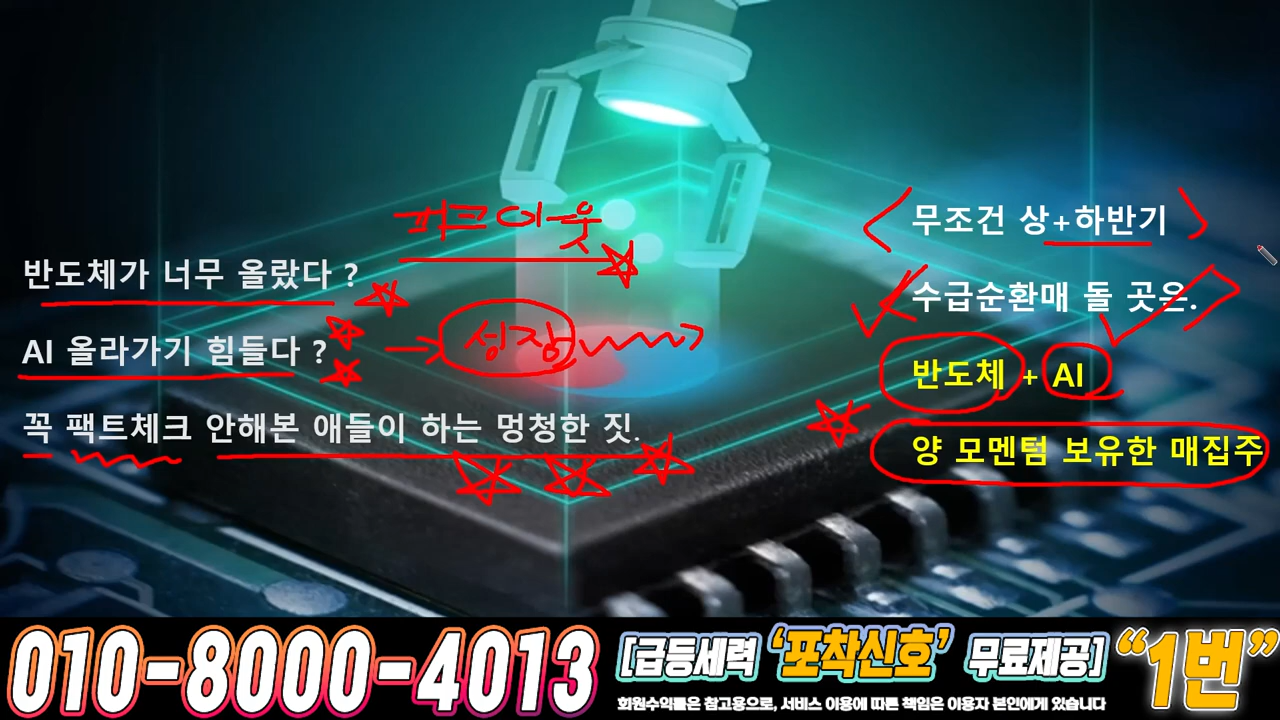 피크아웃
반도체가 너무 올랐다 ?
AI 올라가기 힘들다 ?
성장
꼭 팩트체크 안해본 애들이 하는 멍청한 짓.
무조건 상+하반기
수급순환매 돌 곳은.
반도체 + AI
양 모멘텀 보유한 매집주
010-8000-4013
[급등세력 '포착신호' 무료제공] "1번"
회원수익률은 참고용으로, 서비스 이용에 따른 책임은 이용자 본인에게 있습니다